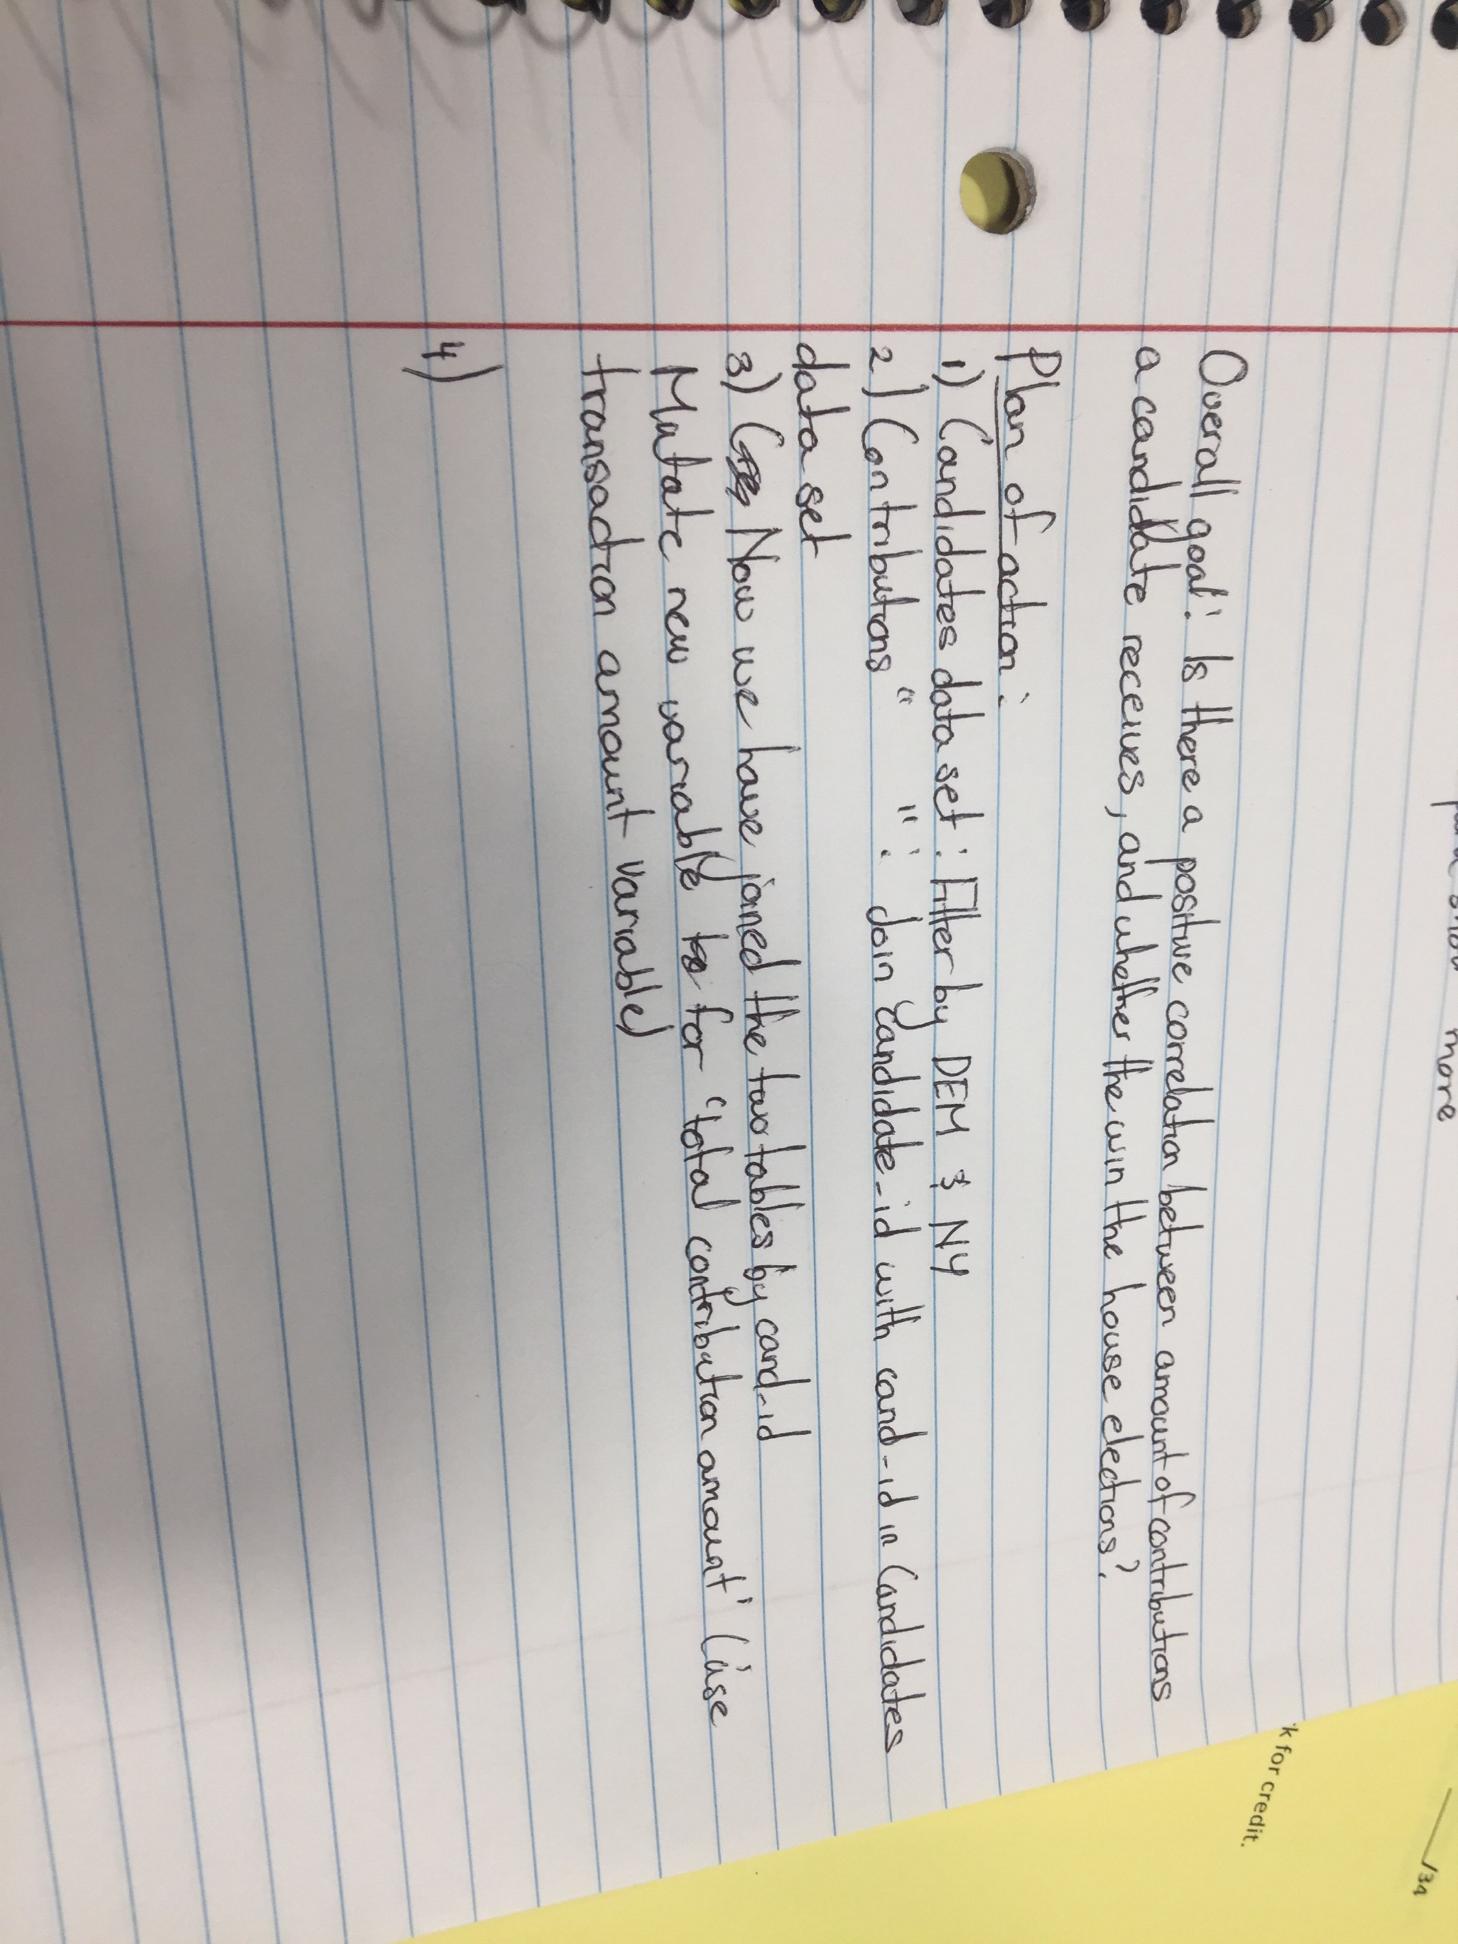 more
/34
k for credit.
Overall goal: Is there a positive correlation between amount of contributions
a candidate receives, and whether the win the house elections?
Plan of action:
1) Candidates data set: Filter by DEM & NY
2) Contributions " ": Join candidate_id with cand_id in Candidates
data set
3) Now we have joined the two tables by cand_id
Mutate new variable for 'total contribution amount' (use
transaction amount variable)
4)